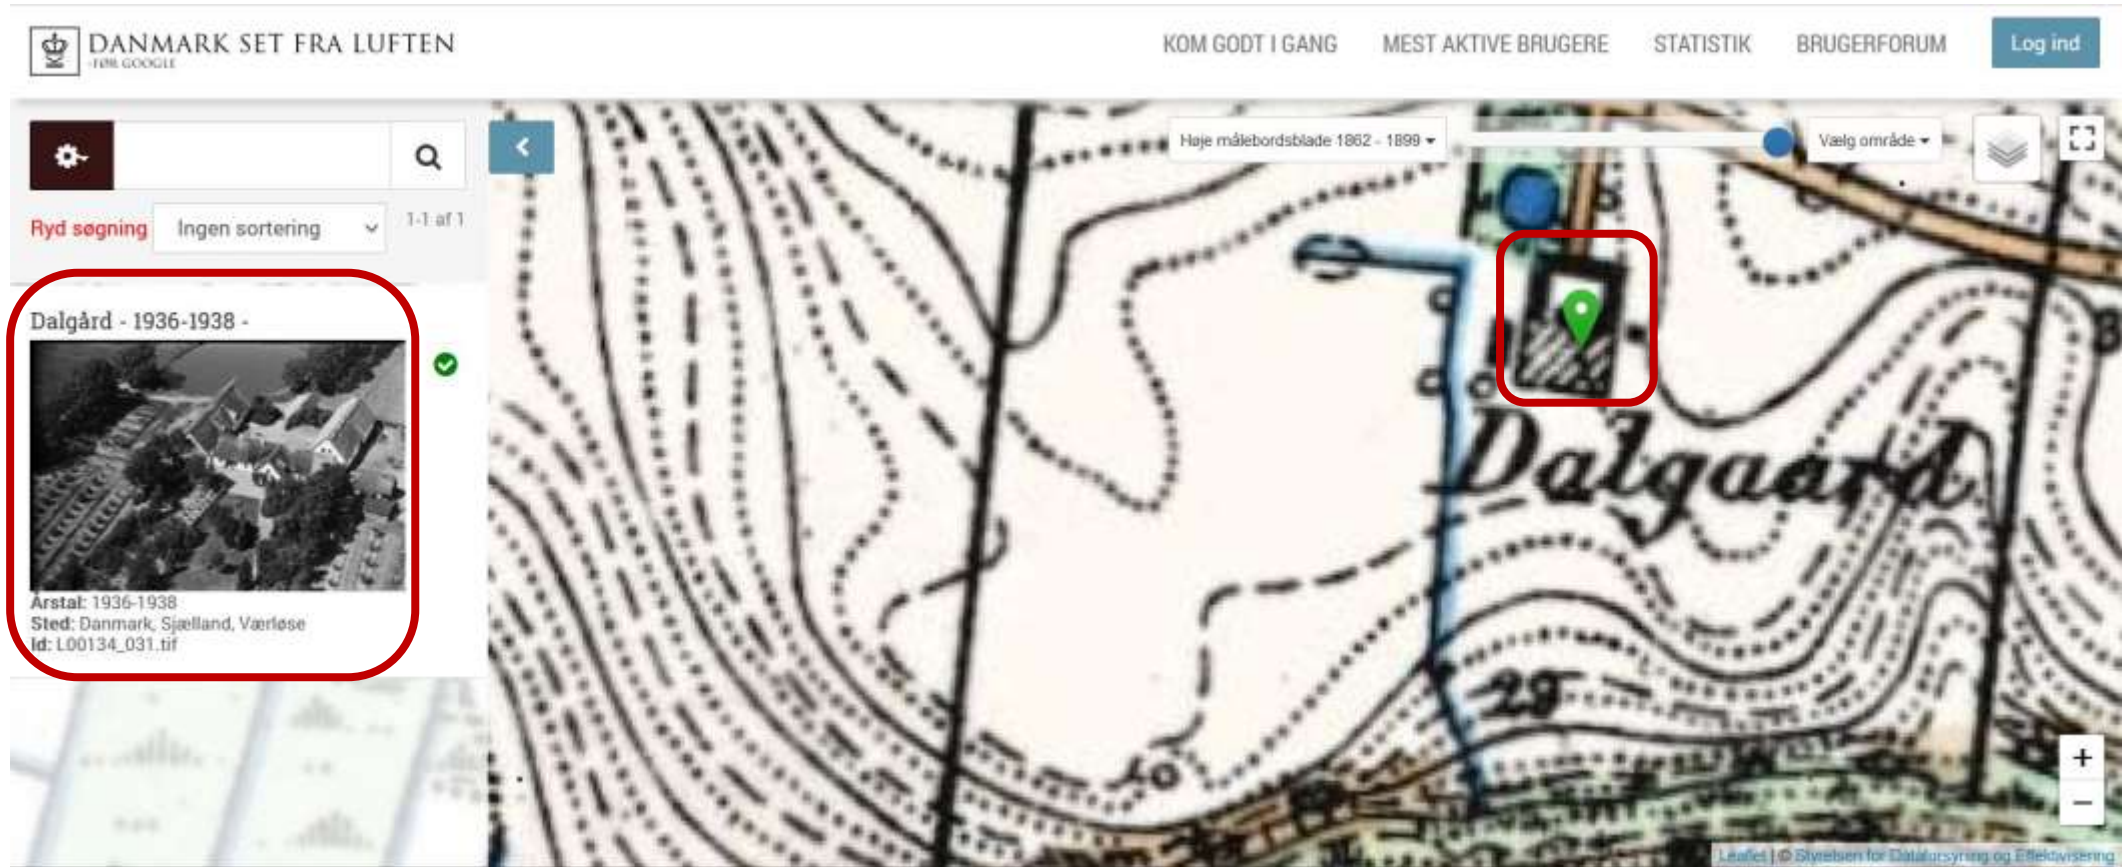 DANMARK SET FRA LUFTEN
-FØR GOOGLE
KOM GODT I GANG
MEST AKTIVE BRUGERE
STATISTIK
BRUGERFORUM
Log ind
Høje målebordsblade 1862 - 1899
Vælg område
Ryd søgning
Ingen sortering
1-1 af 1
Dalgård - 1936-1938 -
Årstal: 1936-1938
Sted: Danmark, Sjælland, Værløse
Id: L00134_031.tif
Dalgaard
29
+
−
Leaflet | © Styrelsen for Dataforsyning og Effektivisering